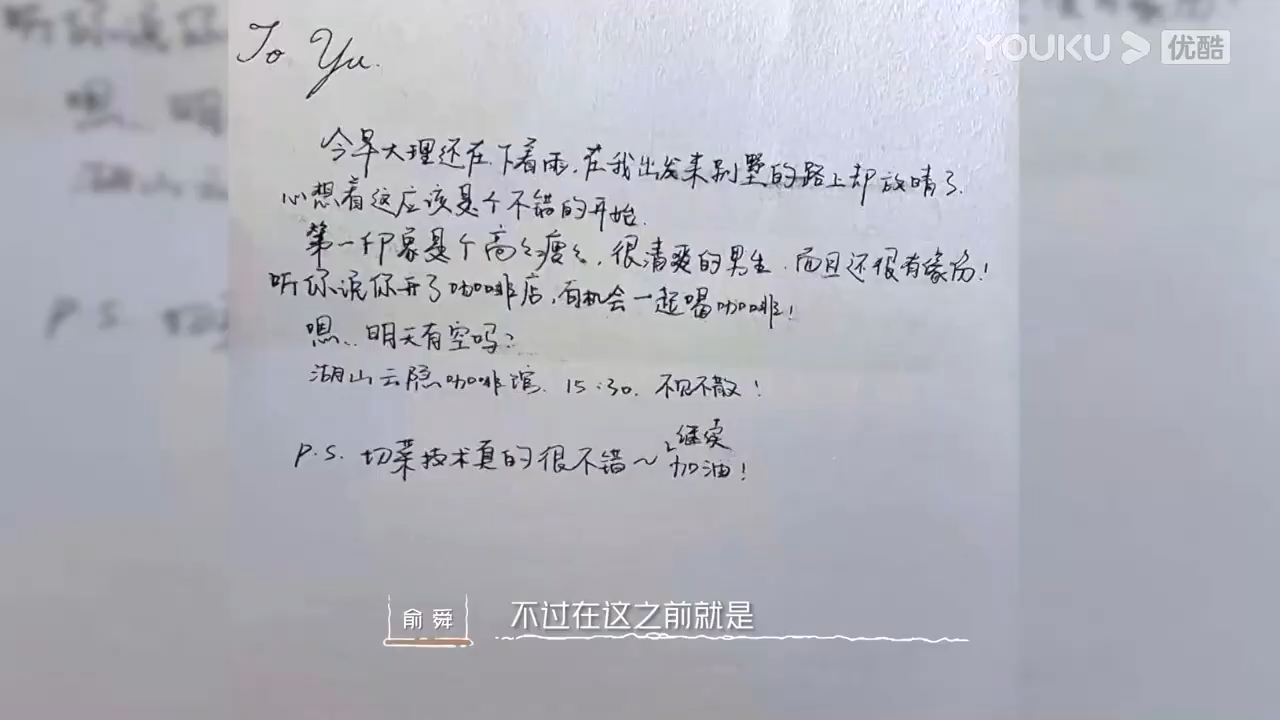 YOUKU 优酷
To Yu.
今早大理还在下着雨,在我出发来别墅的路上却放晴了.
心想着这应该是个不错的开始.
第一印象是个高高瘦瘦,很清爽的男生.而且还很有缘份!
听你说你开了咖啡店,有机会一起喝咖啡!
嗯..明天有空吗?
湖山云隐咖啡馆. 15:30. 不见不散!
继续
P.S. 切菜技术真的很不错~加油!
俞舜 不过在这之前就是